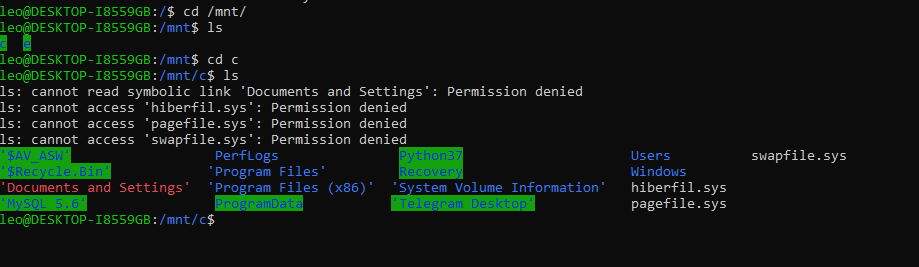 leo@DESKTOP-I8559GB:/$ cd /mnt/
leo@DESKTOP-I8559GB:/mnt$ ls
c  e
leo@DESKTOP-I8559GB:/mnt$ cd c
leo@DESKTOP-I8559GB:/mnt/c$ ls
ls: cannot read symbolic link 'Documents and Settings': Permission denied
ls: cannot access 'hiberfil.sys': Permission denied
ls: cannot access 'pagefile.sys': Permission denied
ls: cannot access 'swapfile.sys': Permission denied
'$AV_ASW'                  PerfLogs               Python37                     Users          swapfile.sys
'$Recycle.Bin'            'Program Files'         Recovery                     Windows
'Documents and Settings'  'Program Files (x86)'  'System Volume Information'   hiberfil.sys
'MySQL 5.6'                ProgramData           'Telegram Desktop'            pagefile.sys
leo@DESKTOP-I8559GB:/mnt/c$